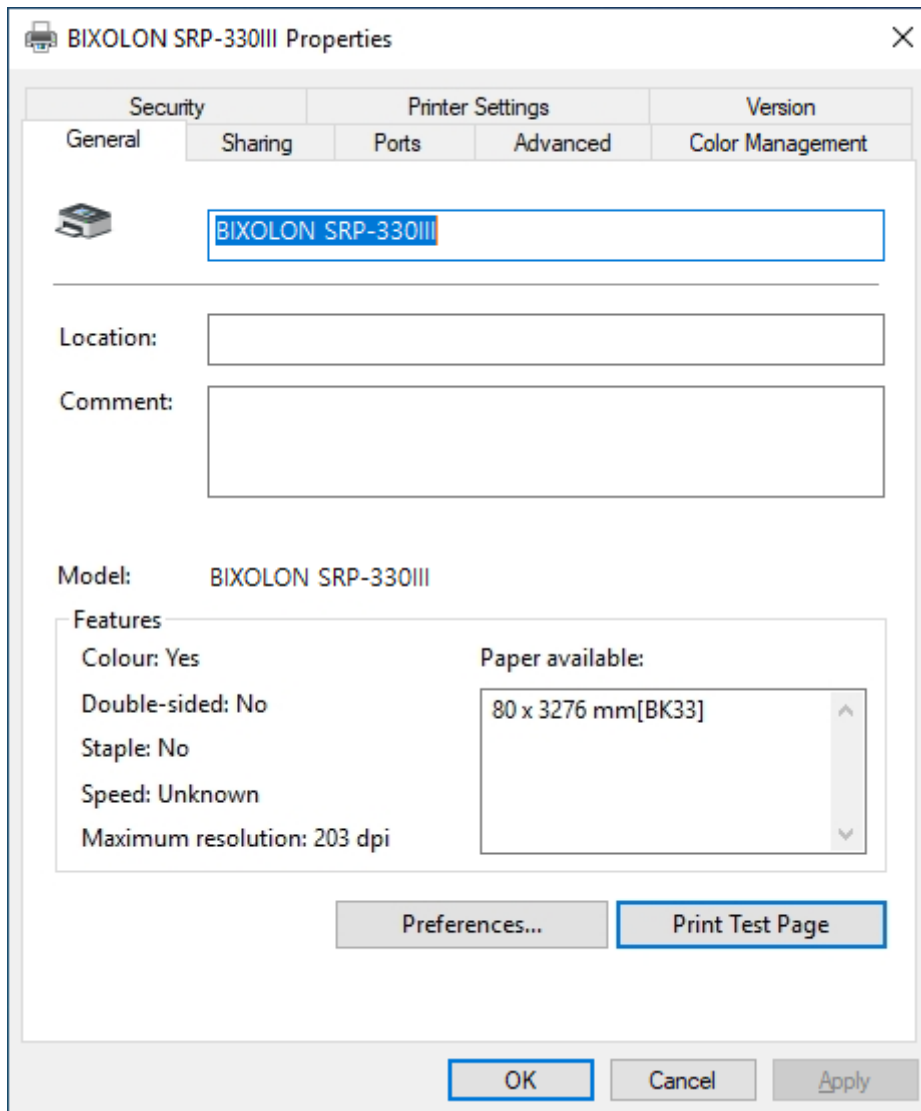 BIXOLON SRP-330III Properties
Security Printer Settings Version
General Sharing Ports Advanced Color Management
BIXOLON SRP-330III
Location:
Comment:
Model: BIXOLON SRP-330III
Features
Colour: Yes
Double-sided: No
Staple: No
Speed: Unknown
Maximum resolution: 203 dpi
Paper available:
80 x 3276 mm[BK33]
Preferences... Print Test Page
OK Cancel Apply